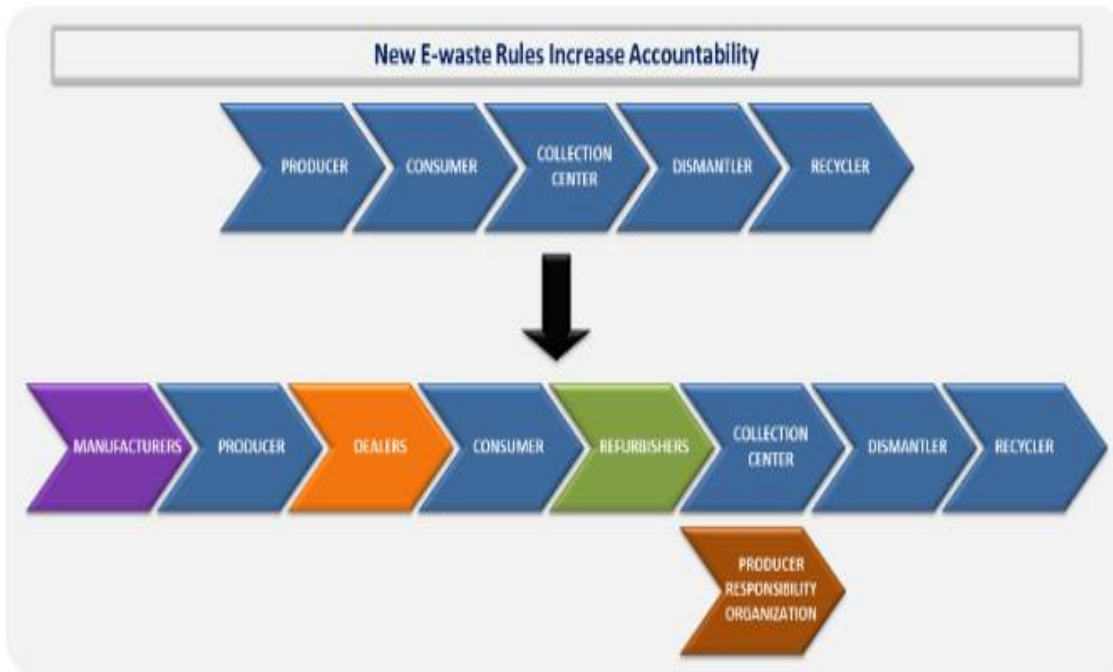 New E-waste Rules Increase Accountability
PRODUCER
CONSUMER
COLLECTION
CENTER
DISMANTLER
RECYCLER
MANUFACTURERS
PRODUCER
DEALERS
CONSUMER
REFURBISHERS
COLLECTION
CENTER
DISMANTLER
RECYCLER
PRODUCER
RESPONSIBILITY
ORGANIZATION